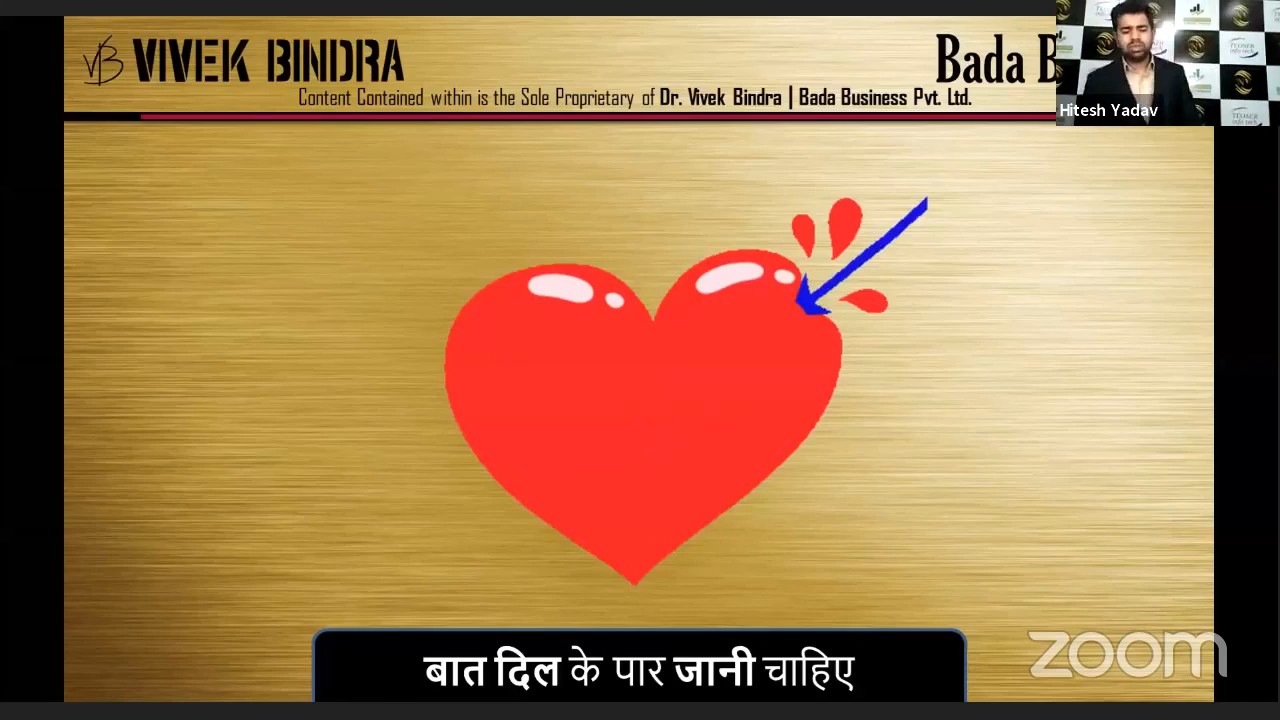 VB VIVEK BINDRA
Bada B
Content Contained within is the Sole Proprietary of Dr. Vivek Bindra | Bada Business Pvt. Ltd.
Hitesh Yadav
बात दिल के पार जानी चाहिए
zoom